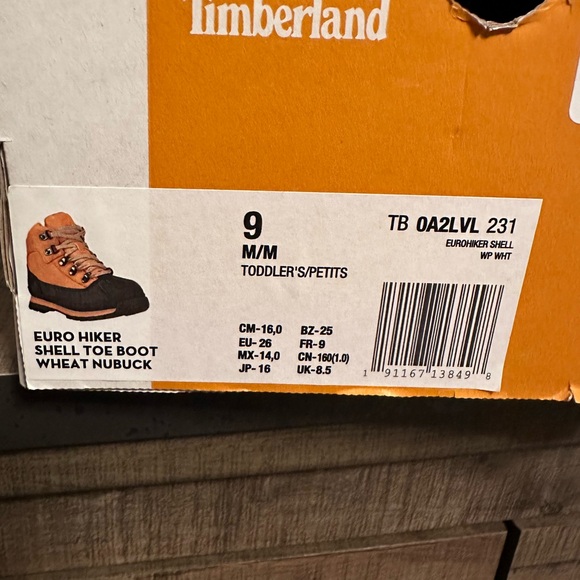 Timberland
9
M/M
TODDLER'S/PETITS
TB 0A2LVL 231
EUROHIKER SHELL
WP WHT
EURO HIKER
SHELL TOE BOOT
WHEAT NUBUCK
CM-16,0 BZ-25
EU-26 FR-9
MX-14,0 CN-160(1.0)
JP-16 UK-8.5
1 91167 13849 8